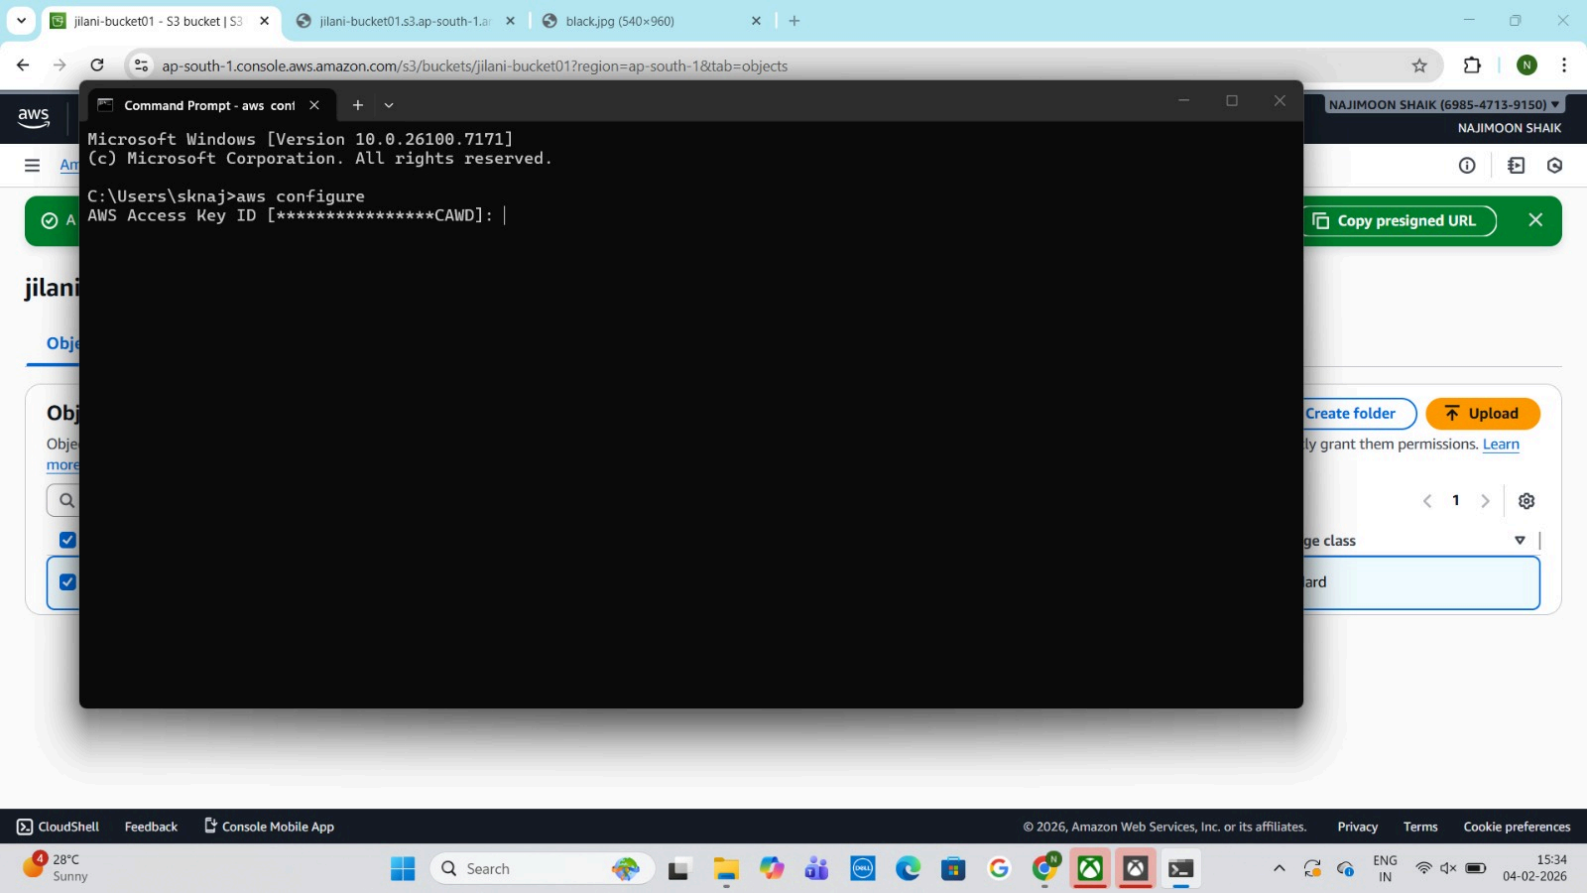 jilani-bucket01 - S3 bucket | S3
jilani-bucket01.s3.ap-south-1.a
black.jpg (540×960)
ap-south-1.console.aws.amazon.com/s3/buckets/jilani-bucket01?region=ap-south-1&tab=objects
N
aws
Command Prompt - aws conf
NAJIMOON SHAIK (6985-4713-9150)
NAJIMOON SHAIK
Am
Microsoft Windows [Version 10.0.26100.7171]
(c) Microsoft Corporation. All rights reserved.
C:\Users\sknaj>aws configure
AWS Access Key ID [****************CAWD]:
A
Copy presigned URL
jilani
Obje
Obj
Create folder
Upload
Obje
ly grant them permissions. Learn
more
1
ge class
ard
CloudShell
Feedback
Console Mobile App
© 2026, Amazon Web Services, Inc. or its affiliates.
Privacy
Terms
Cookie preferences
4
28°C
Sunny
Search
DELL
N
ENG
IN
15:34
04-02-2026